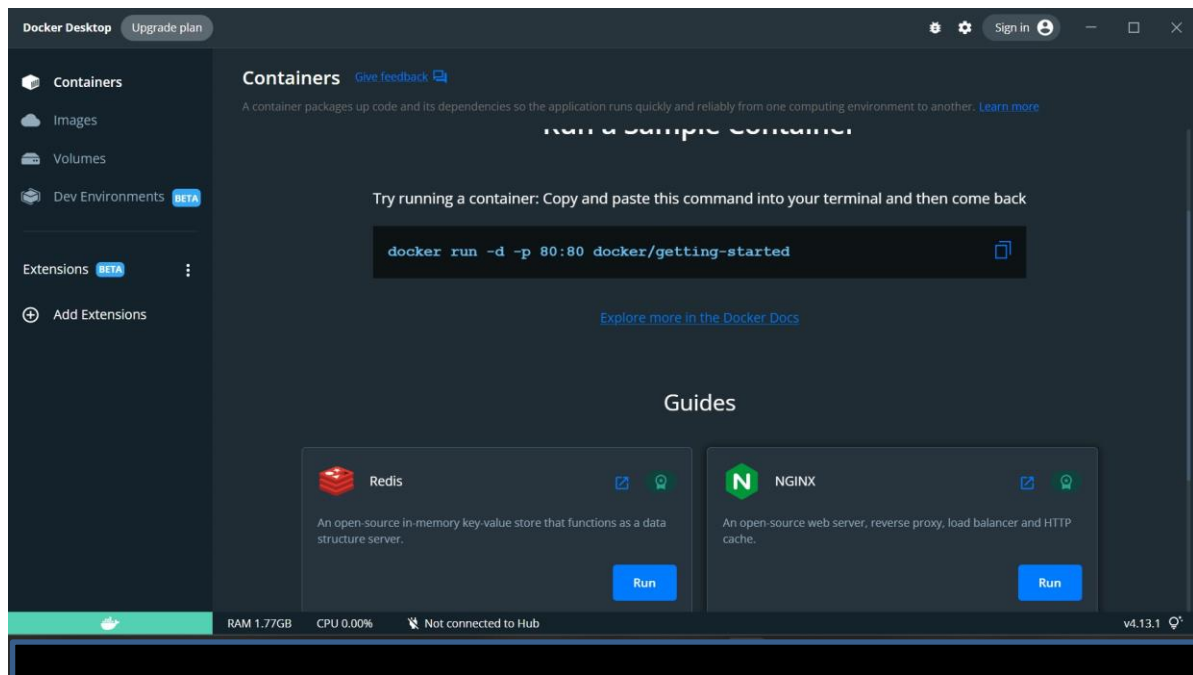 Docker Desktop Upgrade plan Sign in
Containers
Images
Volumes
Dev Environments BETA
Extensions BETA
Add Extensions
Containers Give feedback
A container packages up code and its dependencies so the application runs quickly and reliably from one computing environment to another. Learn more
Run a Sample Container
Try running a container: Copy and paste this command into your terminal and then come back
docker run -d -p 80:80 docker/getting-started
Explore more in the Docker Docs
Guides
Redis
An open-source in-memory key-value store that functions as a data
structure server.
Run
N NGINX
An open-source web server, reverse proxy, load balancer and HTTP
cache.
Run
RAM 1.77GB CPU 0.00% Not connected to Hub v4.13.1